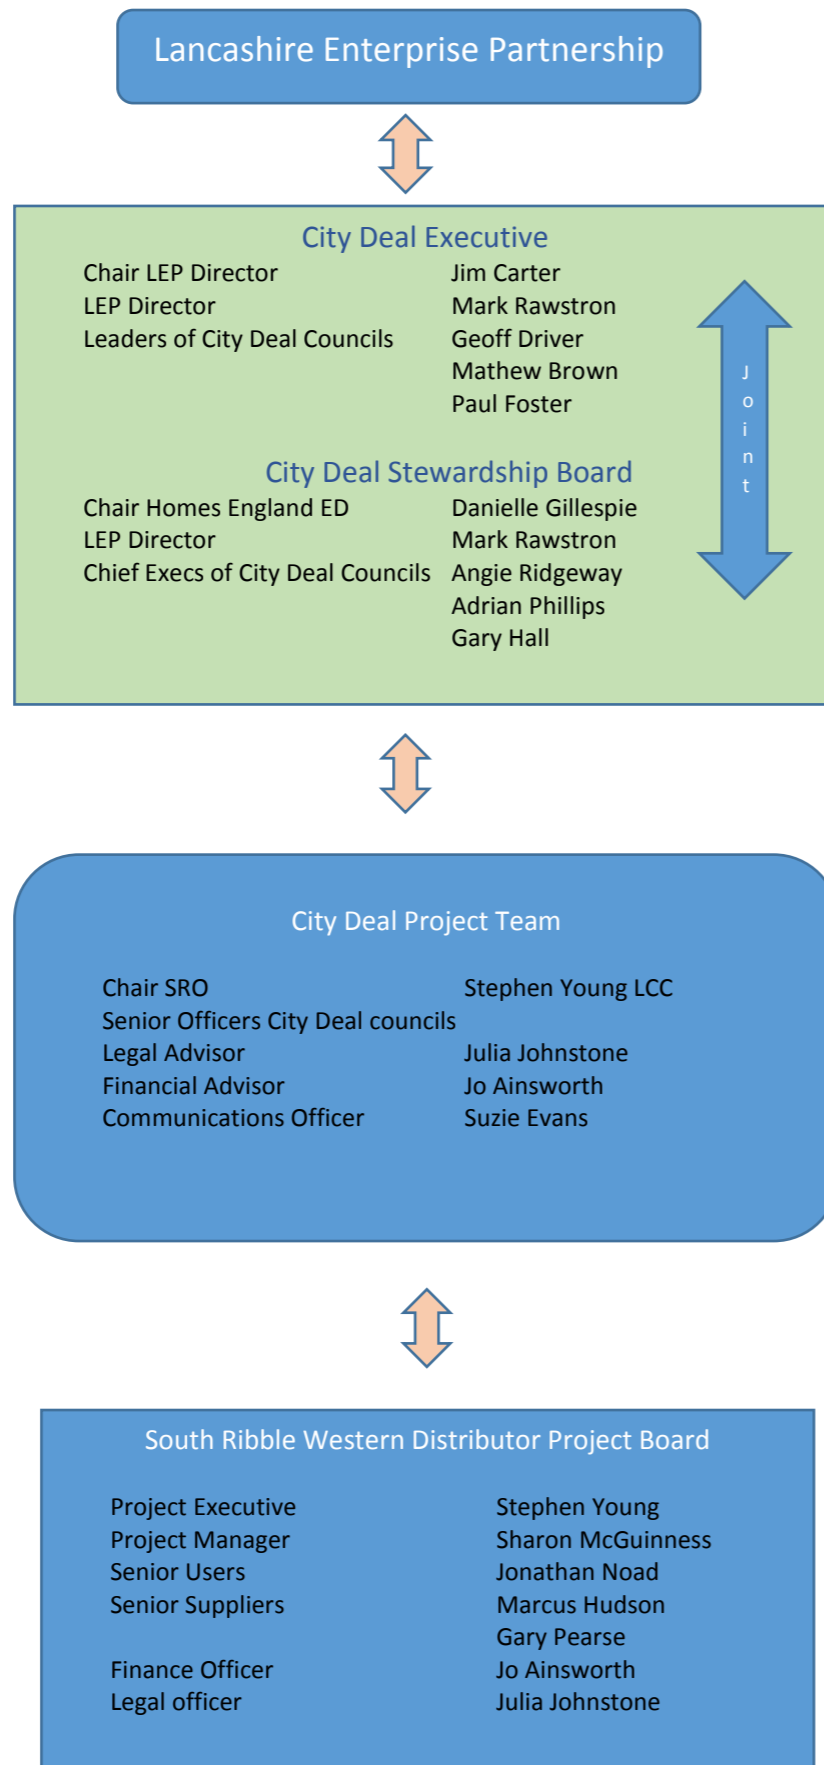 Lancashire Enterprise Partnership
City Deal Executive
Chair LEP Director Jim Carter
LEP Director Mark Rawstron
Leaders of City Deal Councils Geoff Driver
Mathew Brown
Paul Foster
Joint
City Deal Stewardship Board
Chair Homes England ED Danielle Gillespie
LEP Director Mark Rawstron
Chief Execs of City Deal Councils Angie Ridgeway
Adrian Phillips
Gary Hall
City Deal Project Team
Chair SRO Stephen Young LCC
Senior Officers City Deal councils
Legal Advisor Julia Johnstone
Financial Advisor Jo Ainsworth
Communications Officer Suzie Evans
South Ribble Western Distributor Project Board
Project Executive Stephen Young
Project Manager Sharon McGuinness
Senior Users Jonathan Noad
Senior Suppliers Marcus Hudson
Gary Pearse
Finance Officer Jo Ainsworth
Legal officer Julia Johnstone